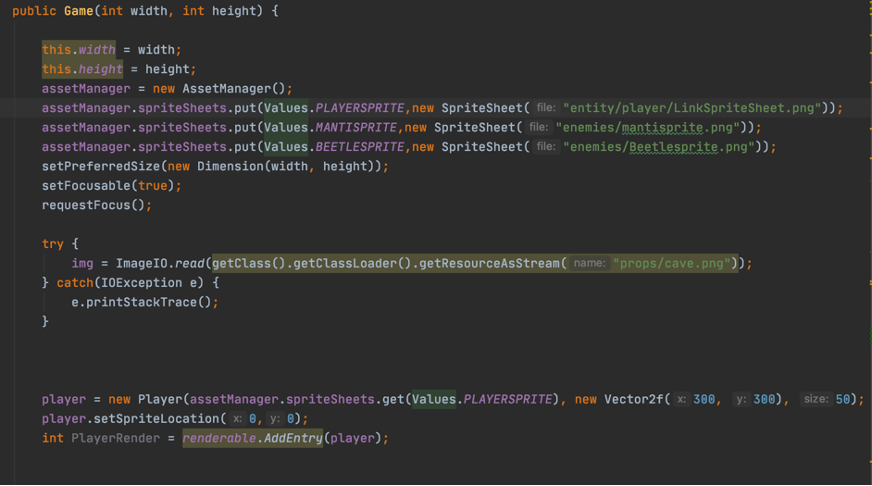 public Game(int width, int height) {
this.width = width;
this.height = height;
assetManager = new AssetManager();
assetManager.spriteSheets.put(Values.PLAYERSPRITE,new SpriteSheet( file: "entity/player/LinkSpriteSheet.png"));
assetManager.spriteSheets.put(Values.MANTISPRITE,new SpriteSheet( file: "enemies/mantisprite.png"));
assetManager.spriteSheets.put(Values.BEETLESPRITE,new SpriteSheet( file: "enemies/Beetlesprite.png"));
setPreferredSize(new Dimension(width, height));
setFocusable(true);
requestFocus();
try {
img = ImageIO.read(getClass().getClassLoader().getResourceAsStream( name: "props/cave.png"));
} catch(IOException e) {
e.printStackTrace();
}
player = new Player(assetManager.spriteSheets.get(Values.PLAYERSPRITE), new Vector2f( x: 300, y: 300), size: 50);
player.setSpriteLocation( x: 0, y: 0);
int PlayerRender = renderable.AddEntry(player);